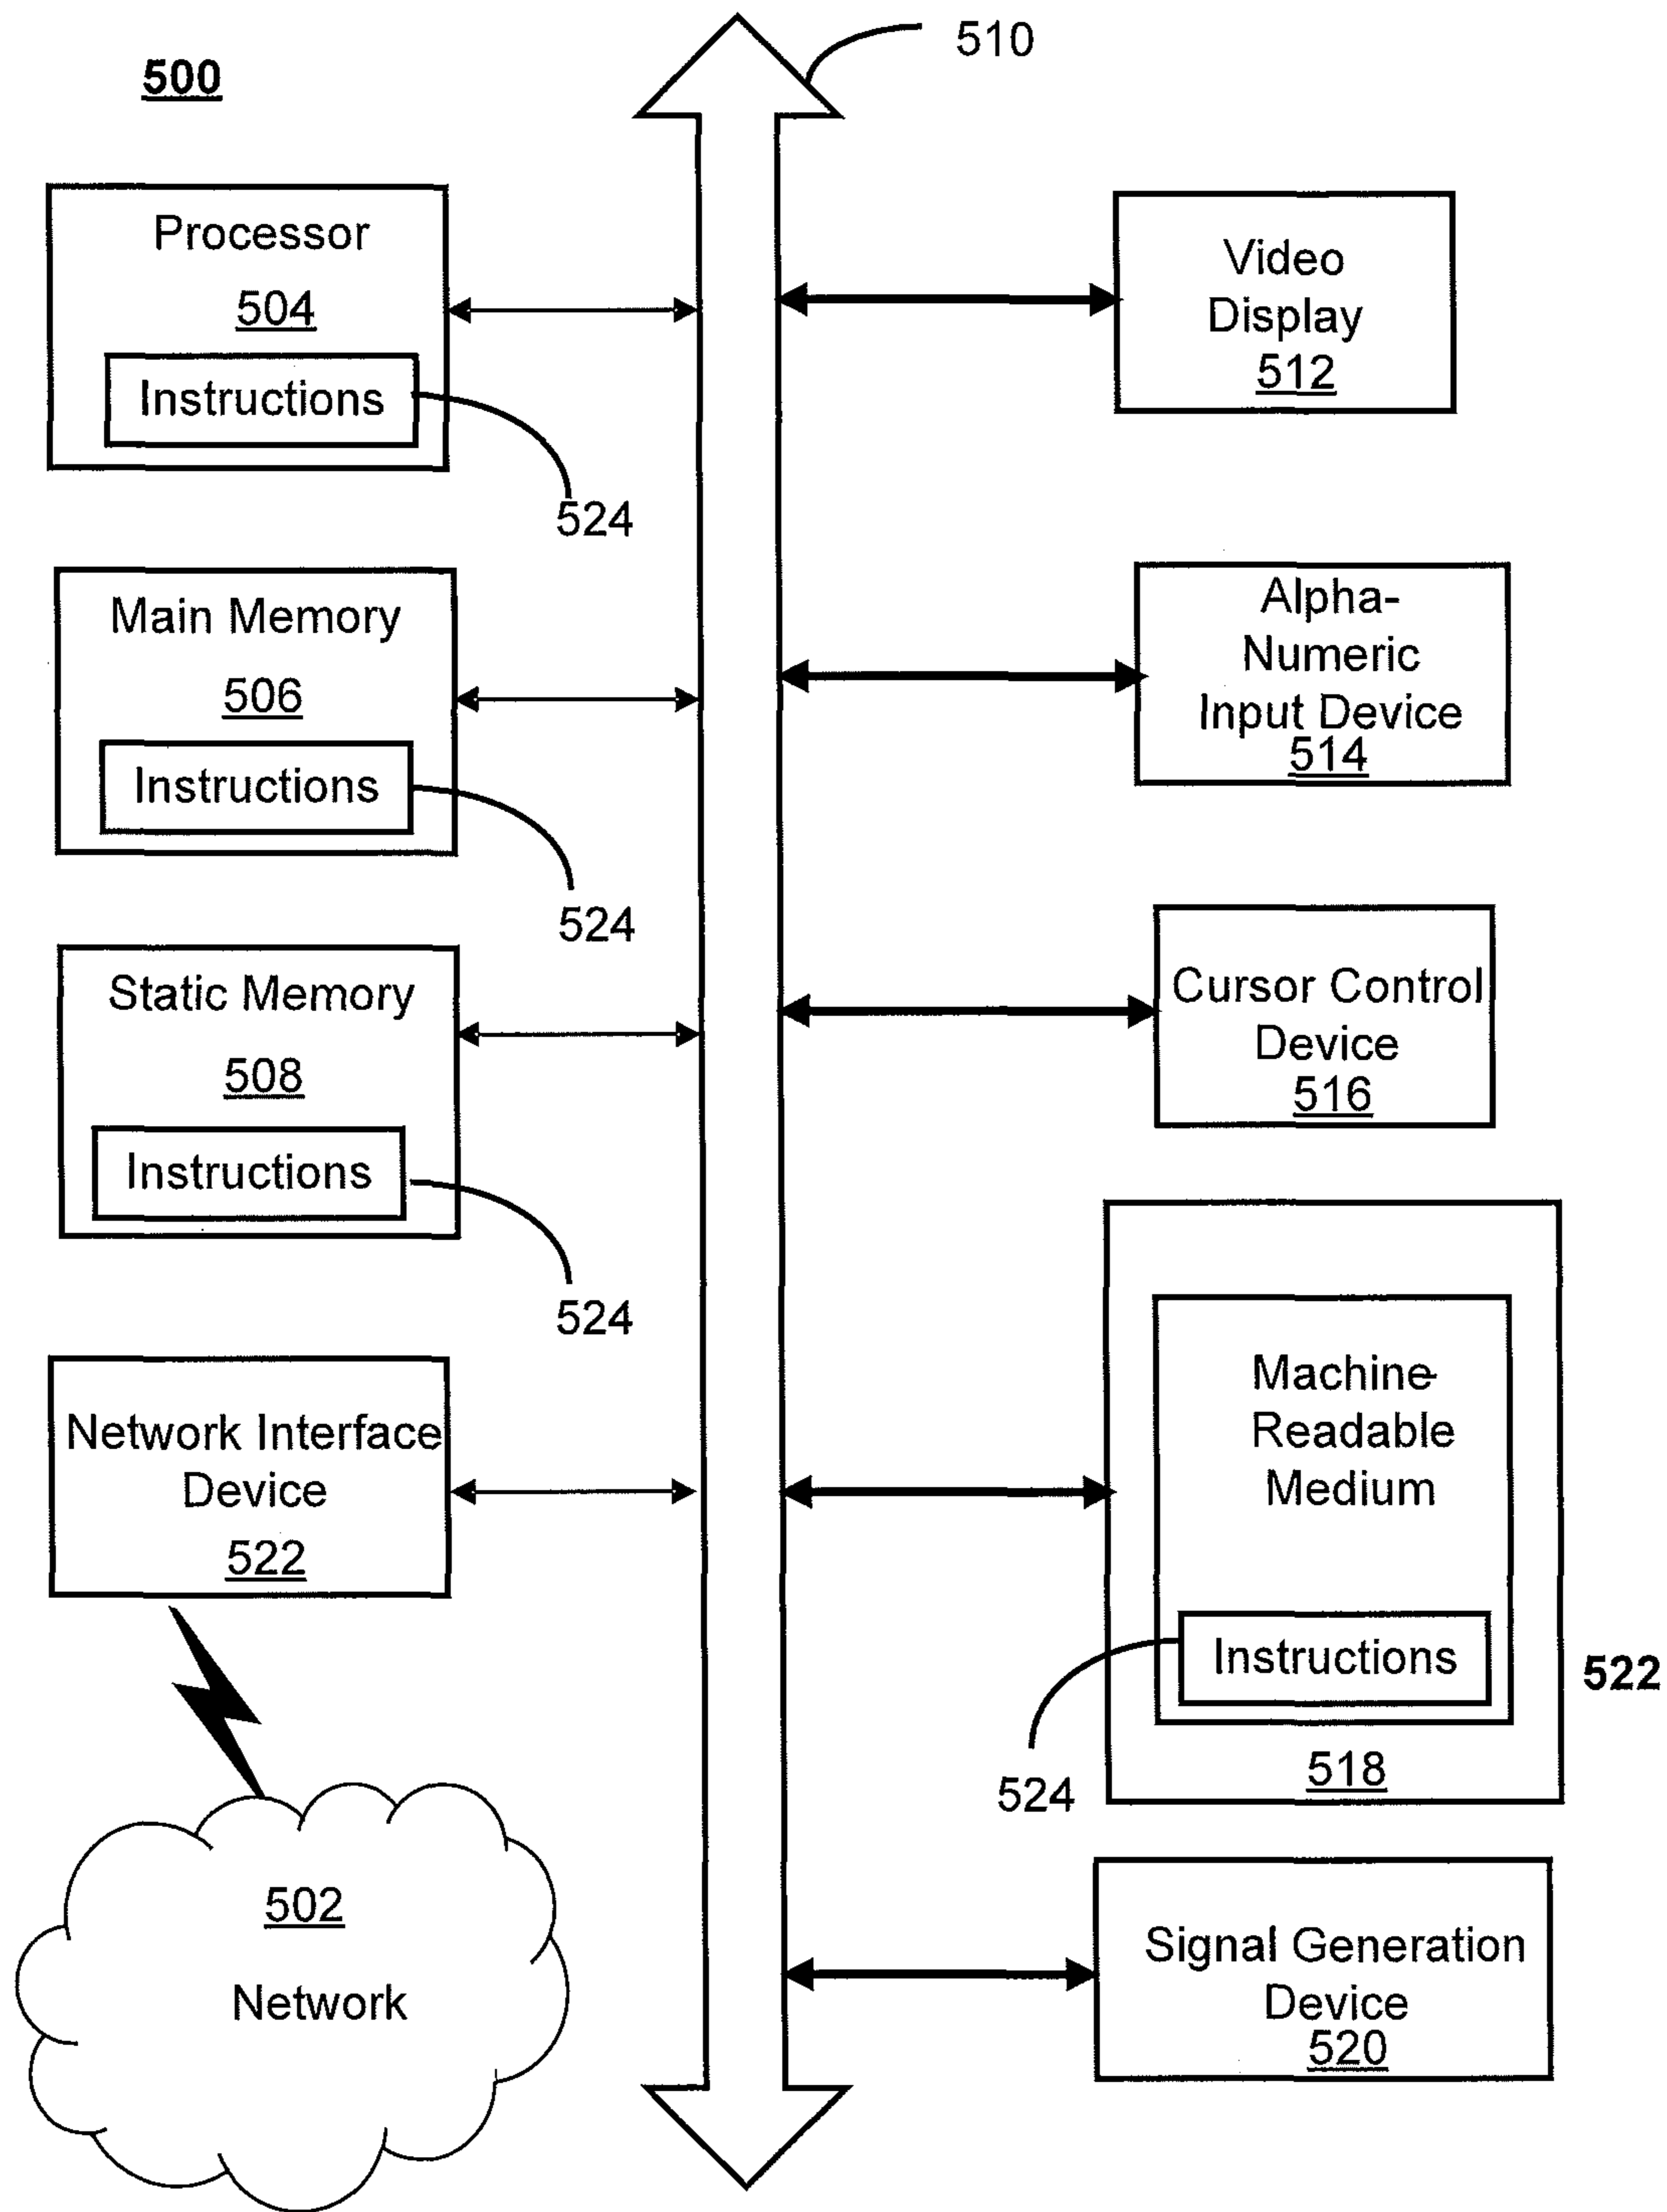 500
510
Processor
504
Instructions
524
Main Memory
506
Instructions
524
Static Memory
508
Instructions
524
Network Interface
Device
522
502
Network
Video
Display
512
Alpha-
Numeric
Input Device
514
Cursor Control
Device
516
Machine-
Readable
Medium
Instructions
522
524
518
Signal Generation
Device
520